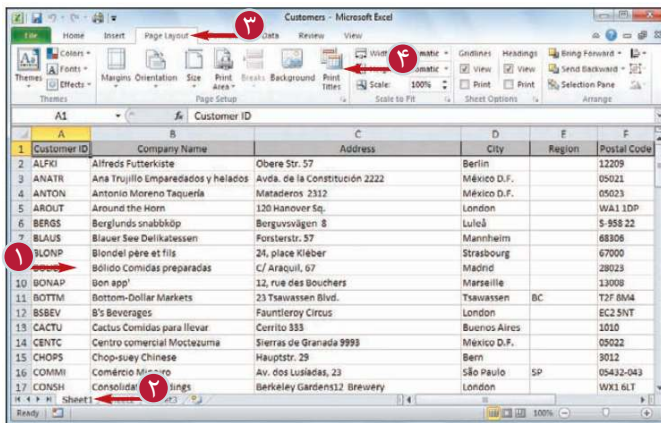 Customers - Microsoft Excel
File Home Insert Page Layout Data Review View
Colors
Fonts
Effects
Themes Margins Orientation Size Print Area Breaks Background Print Titles
Width: matic
matic
Scale: 100%
Gridlines Headings
View View
Print Print
Bring Forward
Send Backward
Selection Pane
Themes Page Setup Scale to Fit Sheet Options Arrange
۳
۴
A1 fx Customer ID
A B C D E F
1 Customer ID Company Name Address City Region Postal Code
2 ALFKI Alfreds Futterkiste Obere Str. 57 Berlin 12209
3 ANATR Ana Trujillo Emparedados y helados Avda. de la Constitución 2222 México D.F. 05021
4 ANTON Antonio Moreno Taquería Mataderos 2312 México D.F. 05023
5 AROUT Around the Horn 120 Hanover Sq. London WA1 1DP
6 BERGS Berglunds snabbköp Berguvsvägen 8 Luleå S-958 22
7 BLAUS Blauer See Delikatessen Forsterstr. 57 Mannheim 68306
BLONP Blondel père et fils 24, place Kléber Strasbourg 67000
۱
Bólido Comidas preparadas C/ Araquil, 67 Madrid 28023
10 BONAP Bon app' 12, rue des Bouchers Marseille 13008
11 BOTTM Bottom-Dollar Markets 23 Tsawassen Blvd. Tsawassen BC T2F 8M4
12 BSBEV B's Beverages Fauntleroy Circus London EC2 5NT
13 CACTU Cactus Comidas para llevar Cerrito 333 Buenos Aires 1010
14 CENTC Centro comercial Moctezuma Sierras de Granada 9993 México D.F. 05022
15 CHOPS Chop-suey Chinese Hauptstr. 29 Bern 3012
16 COMMI Comércio Mineiro Av. dos Lusíadas, 23 São Paulo SP 05432-043
17 CONSH Consolidat dings Berkeley Gardens12 Brewery London WX1 6LT
۲
Sheet1
Ready 100%